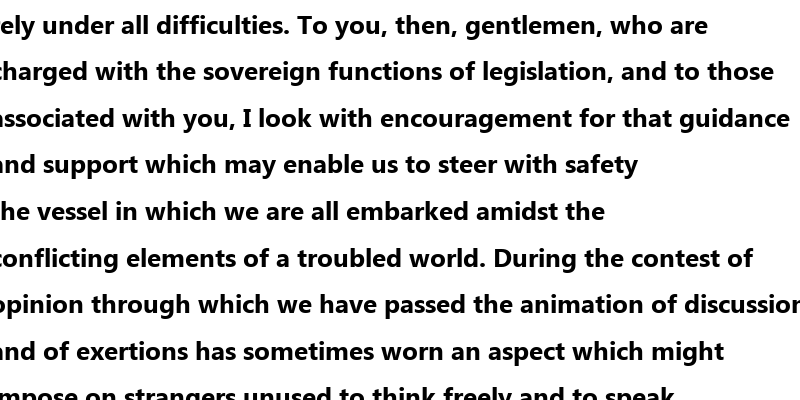 rely under all difficulties. To you, then, gentlemen, who are
charged with the sovereign functions of legislation, and to those
associated with you, I look with encouragement for that guidance
and support which may enable us to steer with safety
the vessel in which we are all embarked amidst the
conflicting elements of a troubled world. During the contest of
opinion through which we have passed the animation of discussion
and of exertions has sometimes worn an aspect which might
impose on strangers unused to think freely and to speak